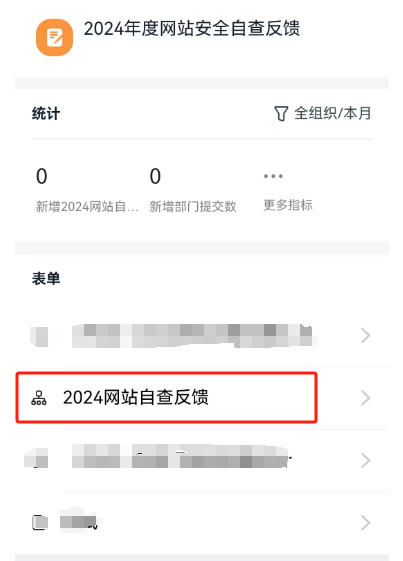 2024年度网站安全自查反馈
统计
全组织/本月
0
0
新增2024网站自...
新增部门提交数
更多指标
表单
2024网站自查反馈